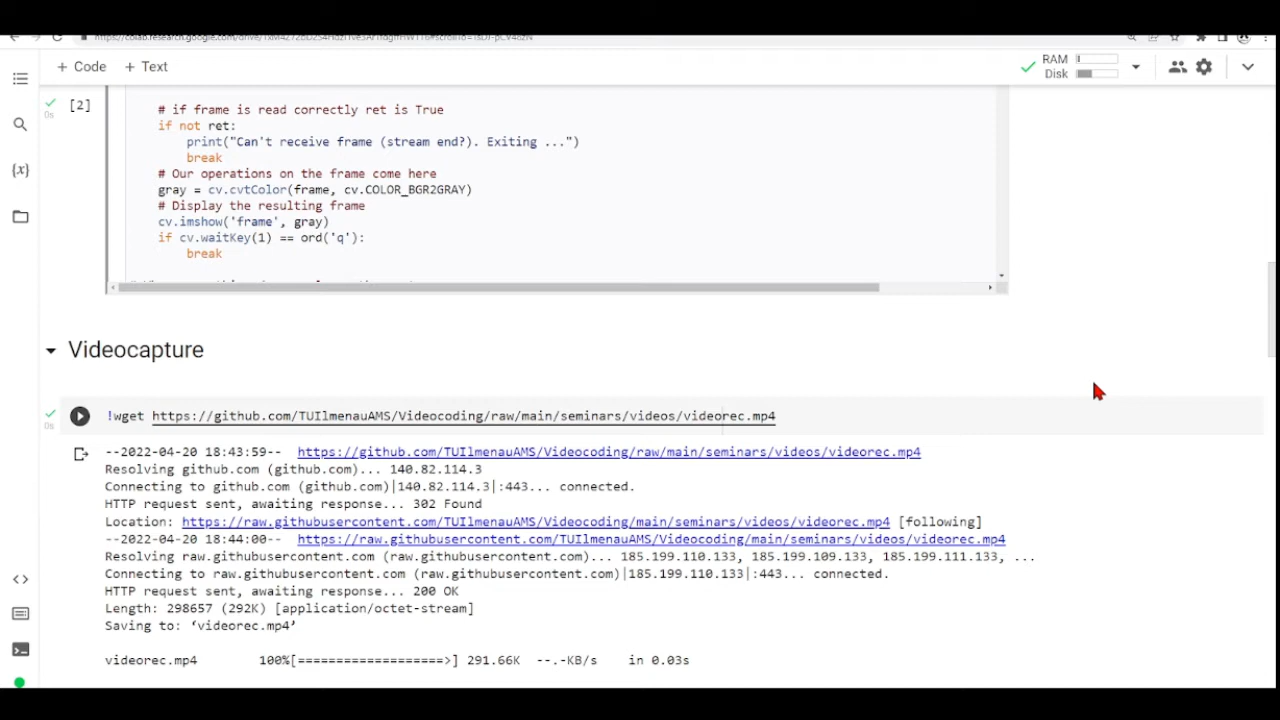 + Code + Text
RAM
Disk
[2]
0s
# if frame is read correctly ret is True
if not ret:
print("Can't receive frame (stream end?). Exiting ...")
break
# Our operations on the frame come here
gray = cv.cvtColor(frame, cv.COLOR_BGR2GRAY)
# Display the resulting frame
cv.imshow('frame', gray)
if cv.waitKey(1) == ord('q'):
break
{x}
Videocapture
0s
!wget https://github.com/TUIlmenauAMS/Videocoding/raw/main/seminars/videos/videorec.mp4
--2022-04-20 18:43:59-- https://github.com/TUIlmenauAMS/Videocoding/raw/main/seminars/videos/videorec.mp4
Resolving github.com (github.com)... 140.82.114.3
Connecting to github.com (github.com)|140.82.114.3|:443... connected.
HTTP request sent, awaiting response... 302 Found
Location: https://raw.githubusercontent.com/TUIlmenauAMS/Videocoding/main/seminars/videos/videorec.mp4 [following]
--2022-04-20 18:44:00-- https://raw.githubusercontent.com/TUIlmenauAMS/Videocoding/main/seminars/videos/videorec.mp4
Resolving raw.githubusercontent.com (raw.githubusercontent.com)... 185.199.110.133, 185.199.109.133, 185.199.111.133, ...
Connecting to raw.githubusercontent.com (raw.githubusercontent.com)|185.199.110.133|:443... connected.
HTTP request sent, awaiting response... 200 OK
Length: 298657 (292K) [application/octet-stream]
Saving to: ‘videorec.mp4’
videorec.mp4 100%[===================>] 291.66K --.-KB/s in 0.03s